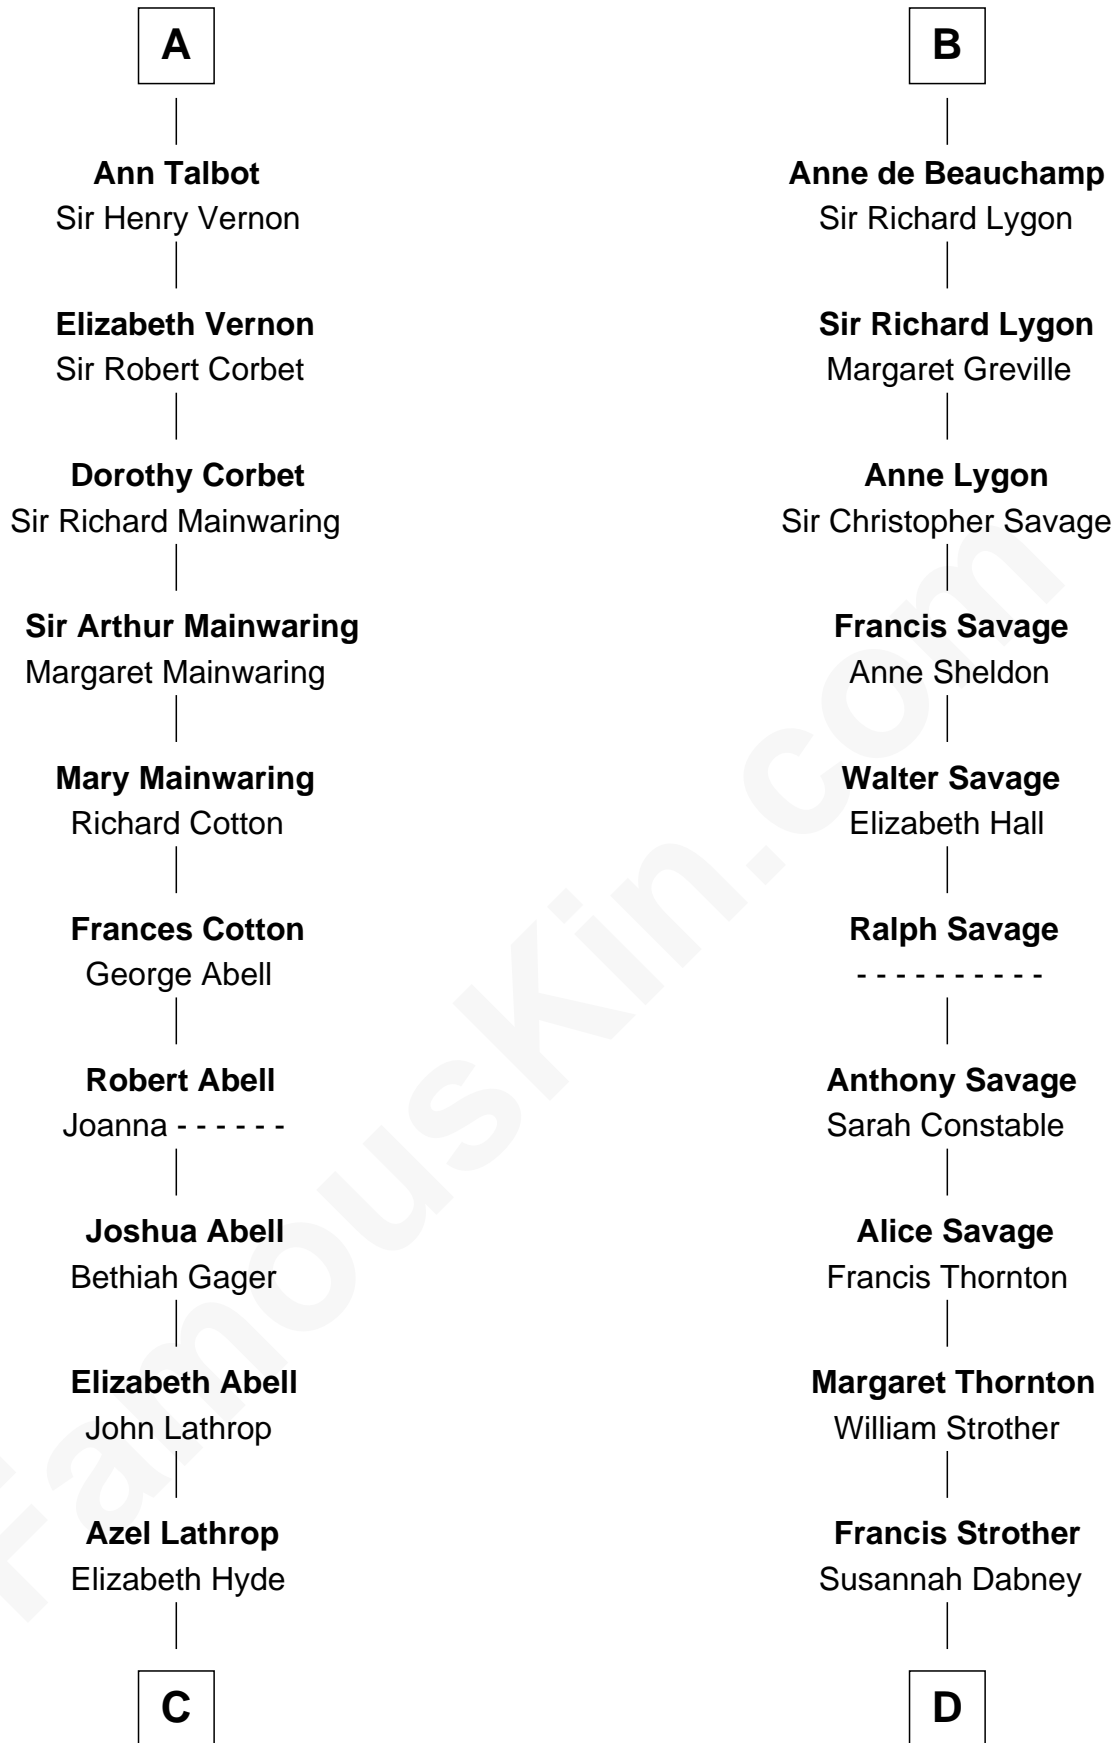 A
Ann Talbot
Sir Henry Vernon
Elizabeth Vernon
Sir Robert Corbet
Dorothy Corbet
Sir Richard Mainwaring
Sir Arthur Mainwaring
Margaret Mainwaring
Mary Mainwaring
Richard Cotton
Frances Cotton
George Abell
Robert Abell
Joanna - - - - - -
Joshua Abell
Bethiah Gager
Elizabeth Abell
John Lathrop
Azel Lathrop
Elizabeth Hyde
C
B
Anne de Beauchamp
Sir Richard Lygon
Sir Richard Lygon
Margaret Greville
Anne Lygon
Sir Christopher Savage
Francis Savage
Anne Sheldon
Walter Savage
Elizabeth Hall
Ralph Savage
- - - - - - - - - -
Anthony Savage
Sarah Constable
Alice Savage
Francis Thornton
Margaret Thornton
William Strother
Francis Strother
Susannah Dabney
D
FamousKin.com